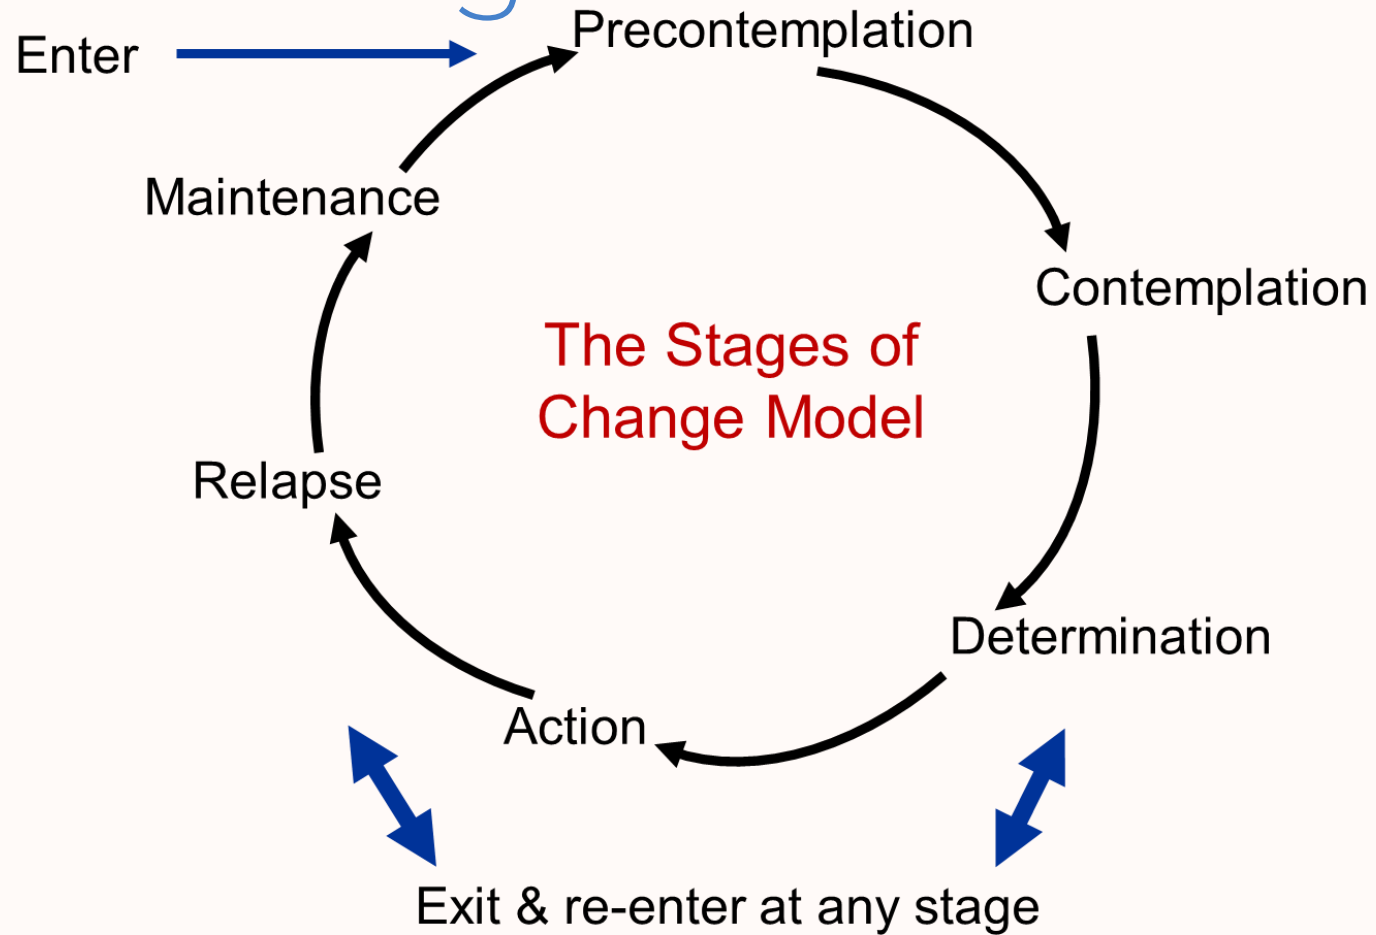 Enter
Precontemplation
Maintenance
Contemplation
The Stages of
Change Model
Relapse
Determination
Action
Exit & re-enter at any stage